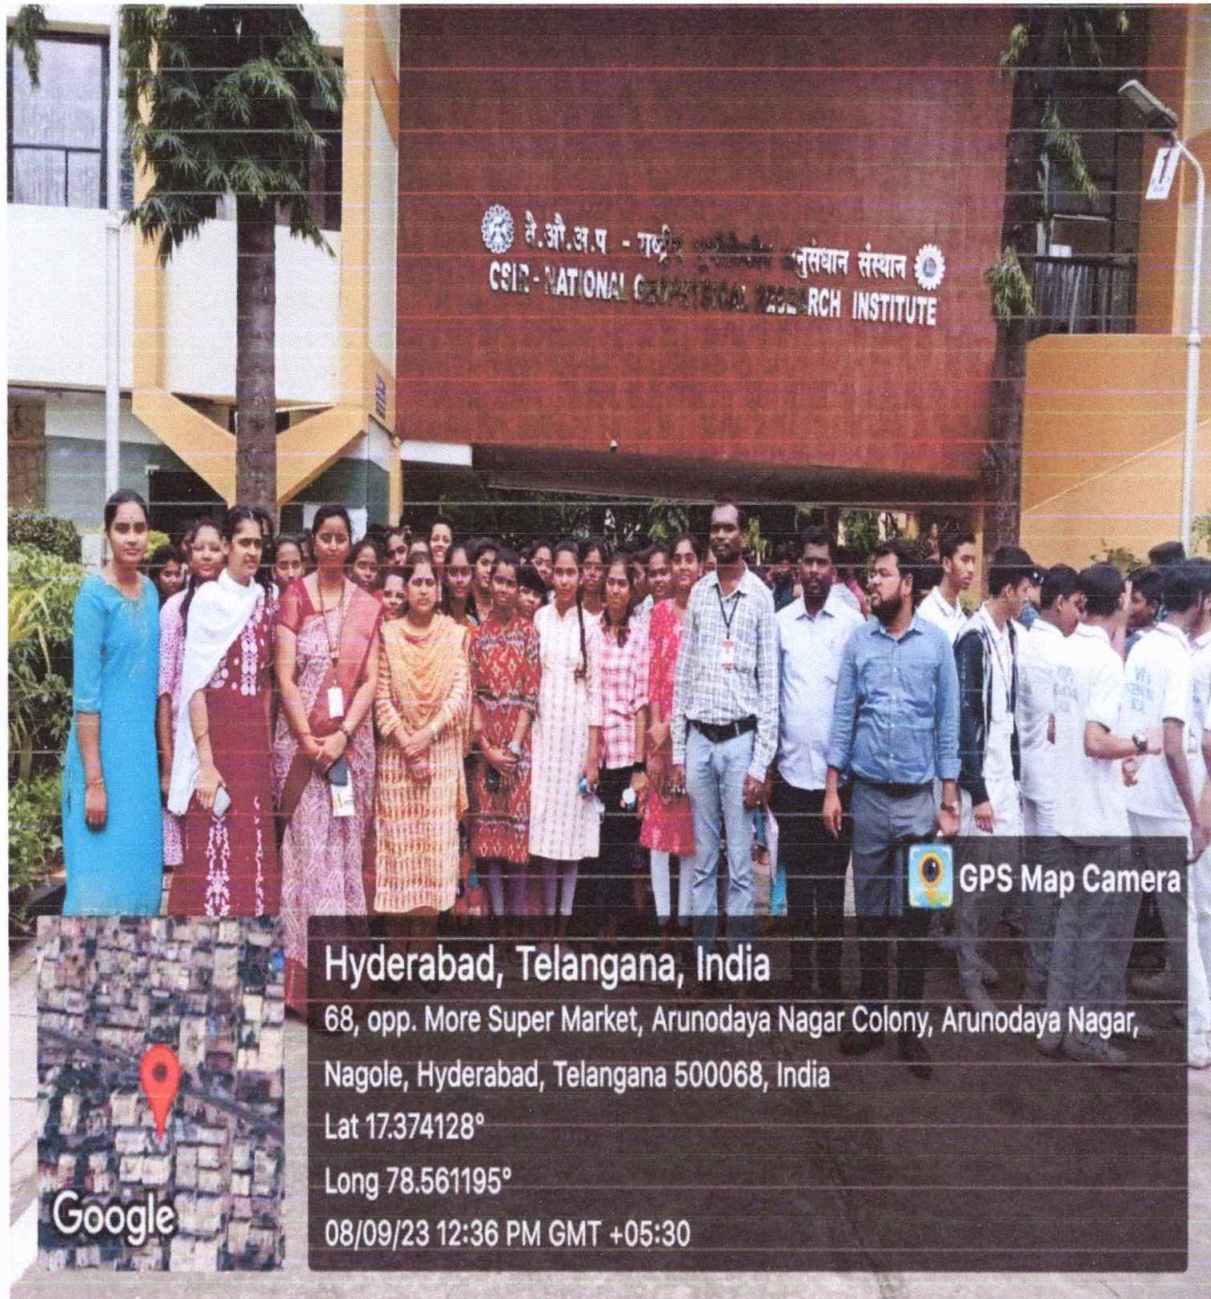 से.औ.अ.प - राष्ट्रीय अनुसंधान संस्थान
CSIR - NATIONAL GEOPHYSICAL RESEARCH INSTITUTE
GPS Map Camera
Hyderabad, Telangana, India
68, opp. More Super Market, Arunodaya Nagar Colony, Arunodaya Nagar,
Nagole, Hyderabad, Telangana 500068, India
Lat 17.374128°
Long 78.561195°
08/09/23 12:36 PM GMT +05:30
Google